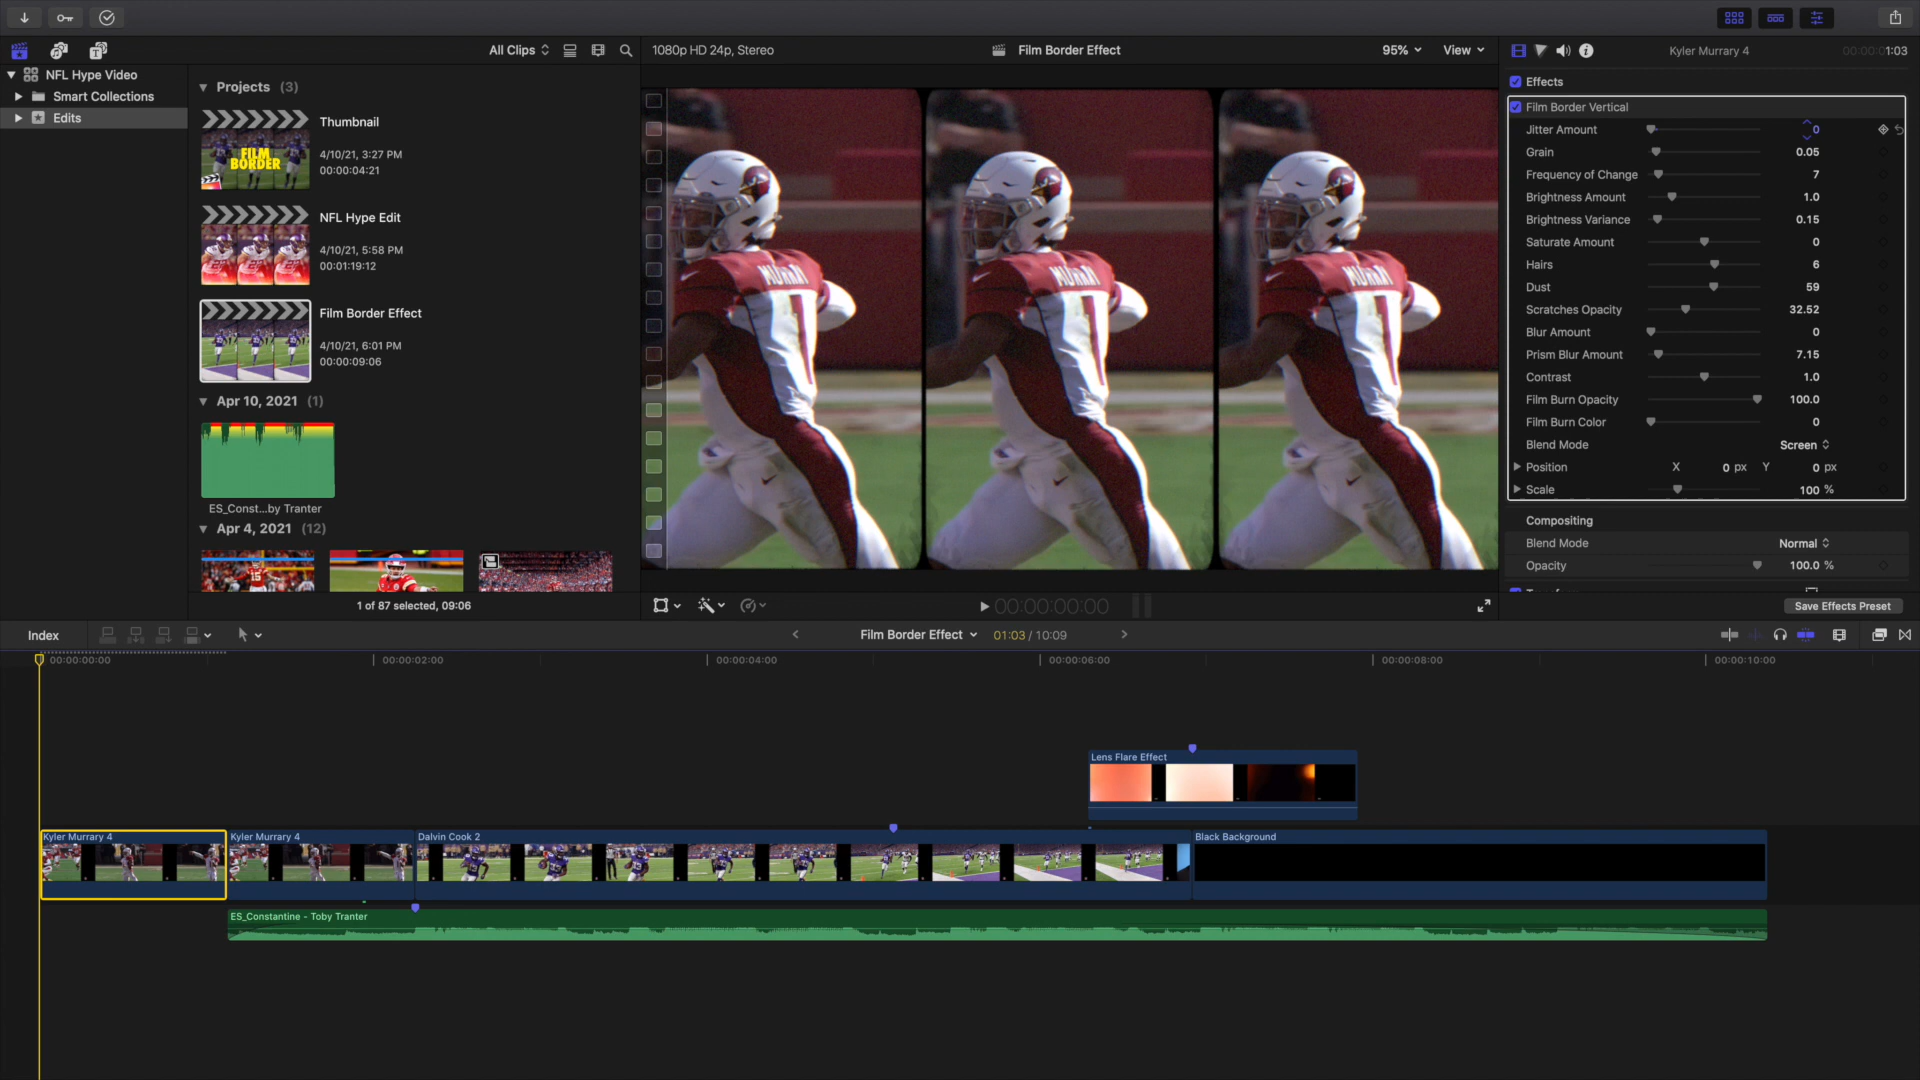 All Clips
1080p HD 24p, Stereo
Film Border Effect
95%
View
Kyler Murrary 4
00:00:01:03
NFL Hype Video
Smart Collections
Edits
Projects (3)
Thumbnail
4/10/21, 3:27 PM
00:00:04:21
FILM
BORDER
NFL Hype Edit
4/10/21, 5:58 PM
00:01:19:12
Film Border Effect
4/10/21, 6:01 PM
00:00:09:06
Apr 10, 2021 (1)
ES_Const...by Tranter
Apr 4, 2021 (12)
15
1 of 87 selected, 09:06
MURRAY
1
MURRAY
1
MURRAY
1
Effects
Film Border Vertical
Jitter Amount 0
Grain 0.05
Frequency of Change 7
Brightness Amount 1.0
Brightness Variance 0.15
Saturate Amount 0
Hairs 6
Dust 59
Scratches Opacity 32.52
Blur Amount 0
Prism Blur Amount 7.15
Contrast 1.0
Film Burn Opacity 100.0
Film Burn Color 0
Blend Mode Screen
Position X 0 px Y 0 px
Scale 100 %
Compositing
Blend Mode Normal
Opacity 100.0 %
Save Effects Preset
00:00:00:00
Index
Film Border Effect
01:03 / 10:09
00:00:00:00
00:00:02:00
00:00:04:00
00:00:06:00
00:00:08:00
00:00:10:00
Lens Flare Effect
Kyler Murrary 4
Kyler Murrary 4
Dalvin Cook 2
Black Background
ES_Constantine - Toby Tranter